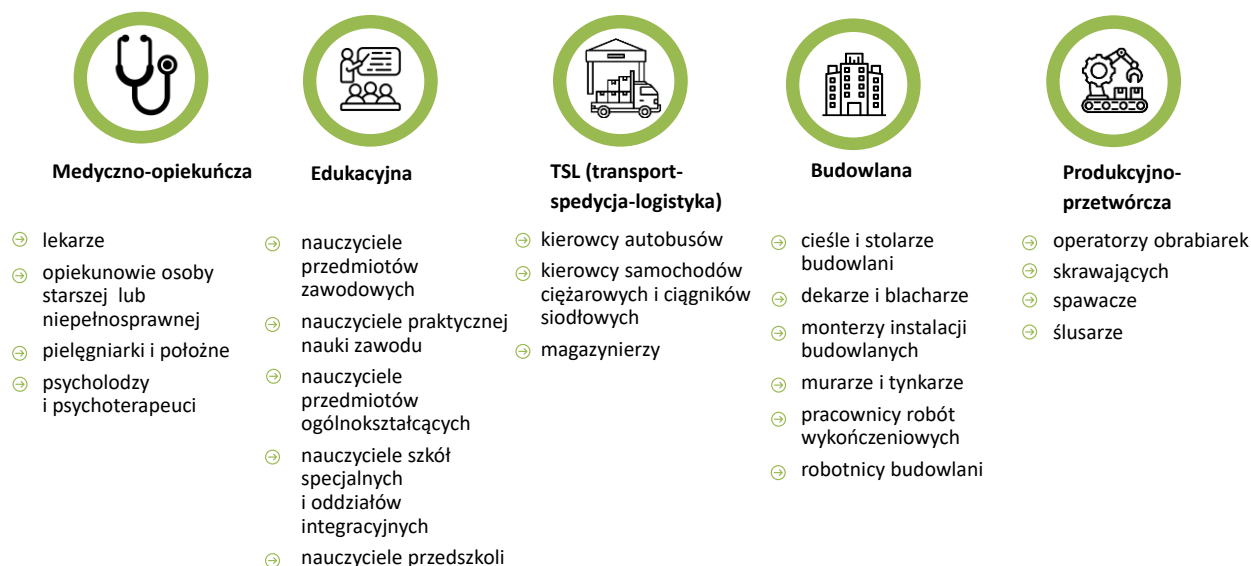 Medyczno-opiekuńcza
lekarze
opiekunowie osoby
starszej lub
niepełnosprawnej
pielęgniarki i położne
psycholodzy
i psychoterapeuci
Edukacyjna
nauczyciele
przedmiotów
zawodowych
nauczyciele praktycznej
nauki zawodu
nauczyciele
przedmiotów
ogólnokształcących
nauczyciele szkół
specjalnych
i oddziałów
integracyjnych
nauczyciele przedszkoli
TSL (transport-
spedycja-logistyka)
kierowcy autobusów
kierowcy samochodów
ciężarowych i ciągników
siodłowych
magazynierzy
Budowlana
cieśle i stolarze
budowlani
dekarze i blacharze
monterzy instalacji
budowlanych
murarze i tynkarze
pracownicy robót
wykończeniowych
robotnicy budowlani
Produkcyjno-
przetwórcza
operatorzy obrabiarek
skrawających
spawacze
ślusarze